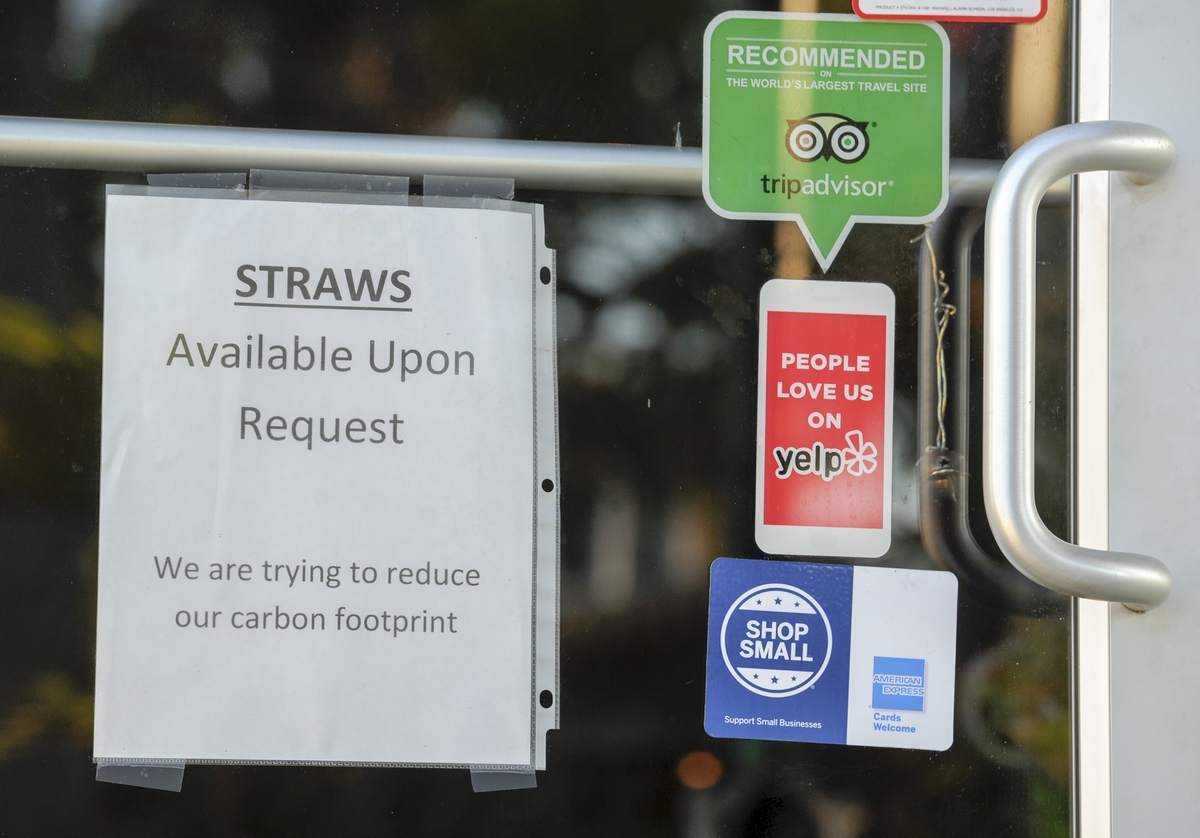 STRAWS
Available Upon
Request
We are trying to reduce
our carbon footprint
RECOMMENDED
ON
THE WORLD'S LARGEST TRAVEL SITE
tripadvisor®
PEOPLE
LOVE US
ON
yelp
SHOP
SMALL
Support Small Businesses
AMERICAN
EXPRESS
Cards
Welcome